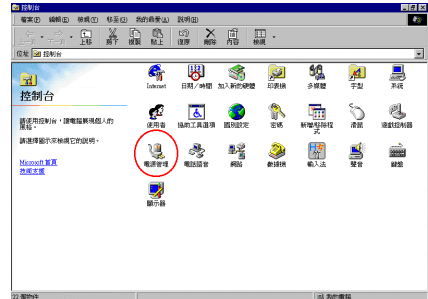 控制台
檔案(F) 編輯(E) 檢視(V) 移至(G) 我的最愛(A) 說明(H)
上移 剪下 複製 貼上 復原 刪除 內容 檢視
位址 控制台
控制台
請使用控制台,讓電腦展現個人的風格。
請選擇圖示來檢視它的說明。
Microsoft 首頁
技術支援
Internet 日期/時間 加入新的硬體 印表機 多媒體 字型 系統
使用者 協助工具選項 國別設定 密碼 新增/移除程式 滑鼠 遊戲控制器
電源管理 電話語音 網路 數據機 輸入法 聲音 鍵盤
顯示器
22 個物件 我的電腦